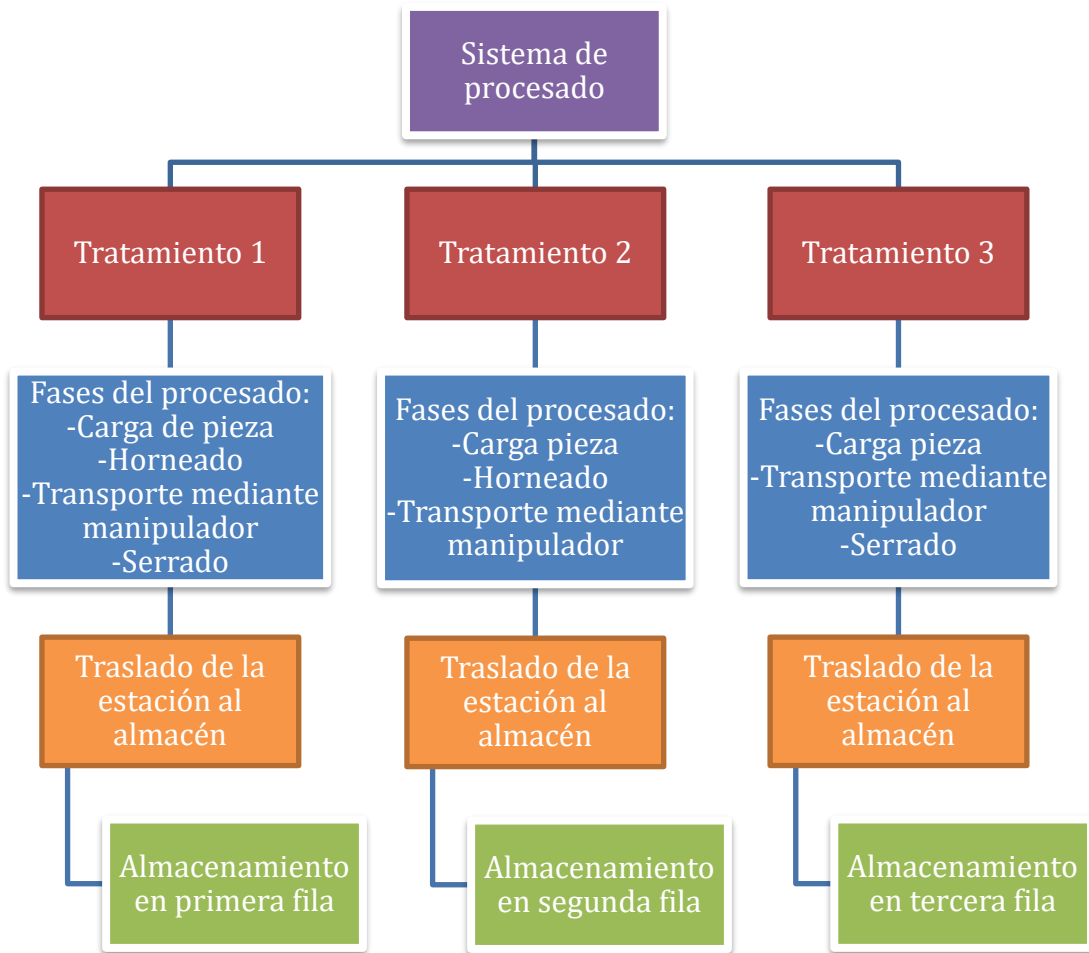 Sistema de
procesado
Tratamiento 1
Tratamiento 2
Tratamiento 3
Fases del procesado:
-Carga de pieza
-Horneado
-Transporte mediante
manipulador
-Serrado
Fases del procesado:
-Carga pieza
-Horneado
-Transporte mediante
manipulador
Fases del procesado:
-Carga pieza
-Transporte mediante
manipulador
-Serrado
Traslado de la
estación al
almacén
Traslado de la
estación al
almacén
Traslado de la
estación al
almacén
Almacenamiento
en primera fila
Almacenamiento
en segunda fila
Almacenamiento
en tercera fila